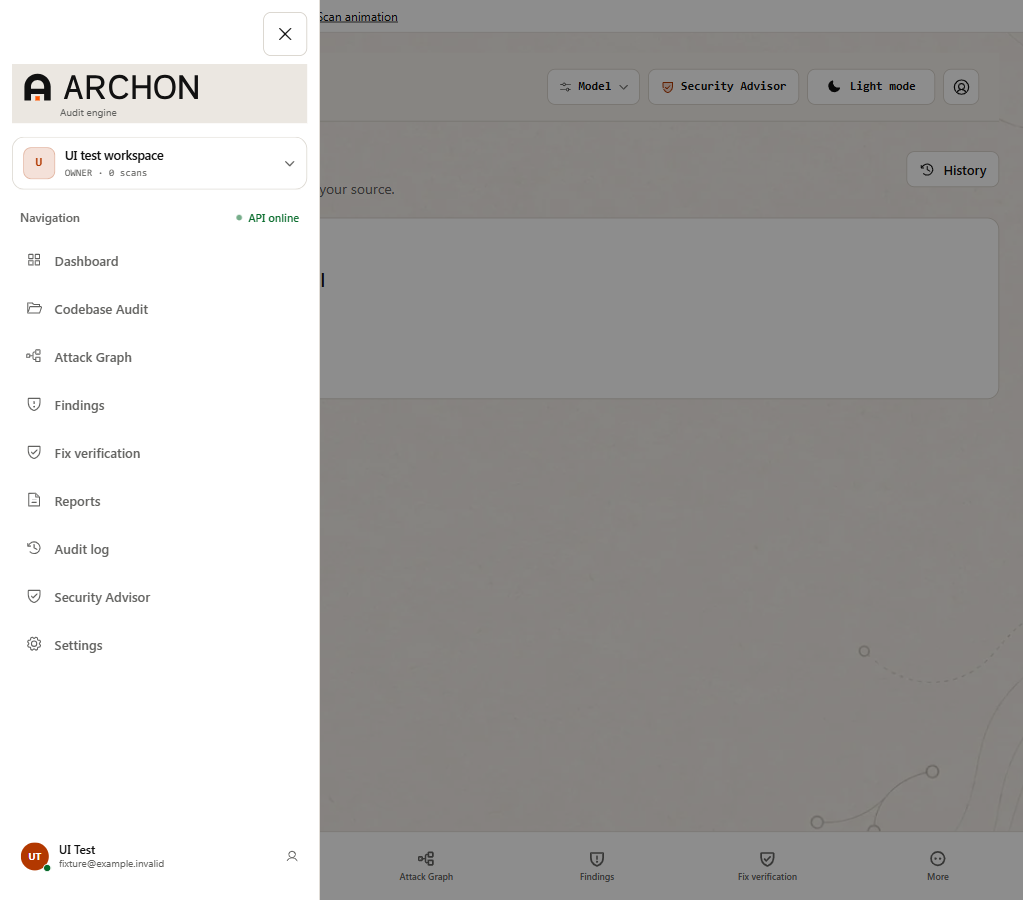 Scan animation
ARCHON
Audit engine
Model
Security Advisor
Light mode
U
UI test workspace
OWNER · 0 scans
History
your source.
Navigation
API online
Dashboard
Codebase Audit
Attack Graph
Findings
Fix verification
Reports
Audit log
Security Advisor
Settings
UT
UI Test
fixture@example.invalid
Attack Graph
Findings
Fix verification
More